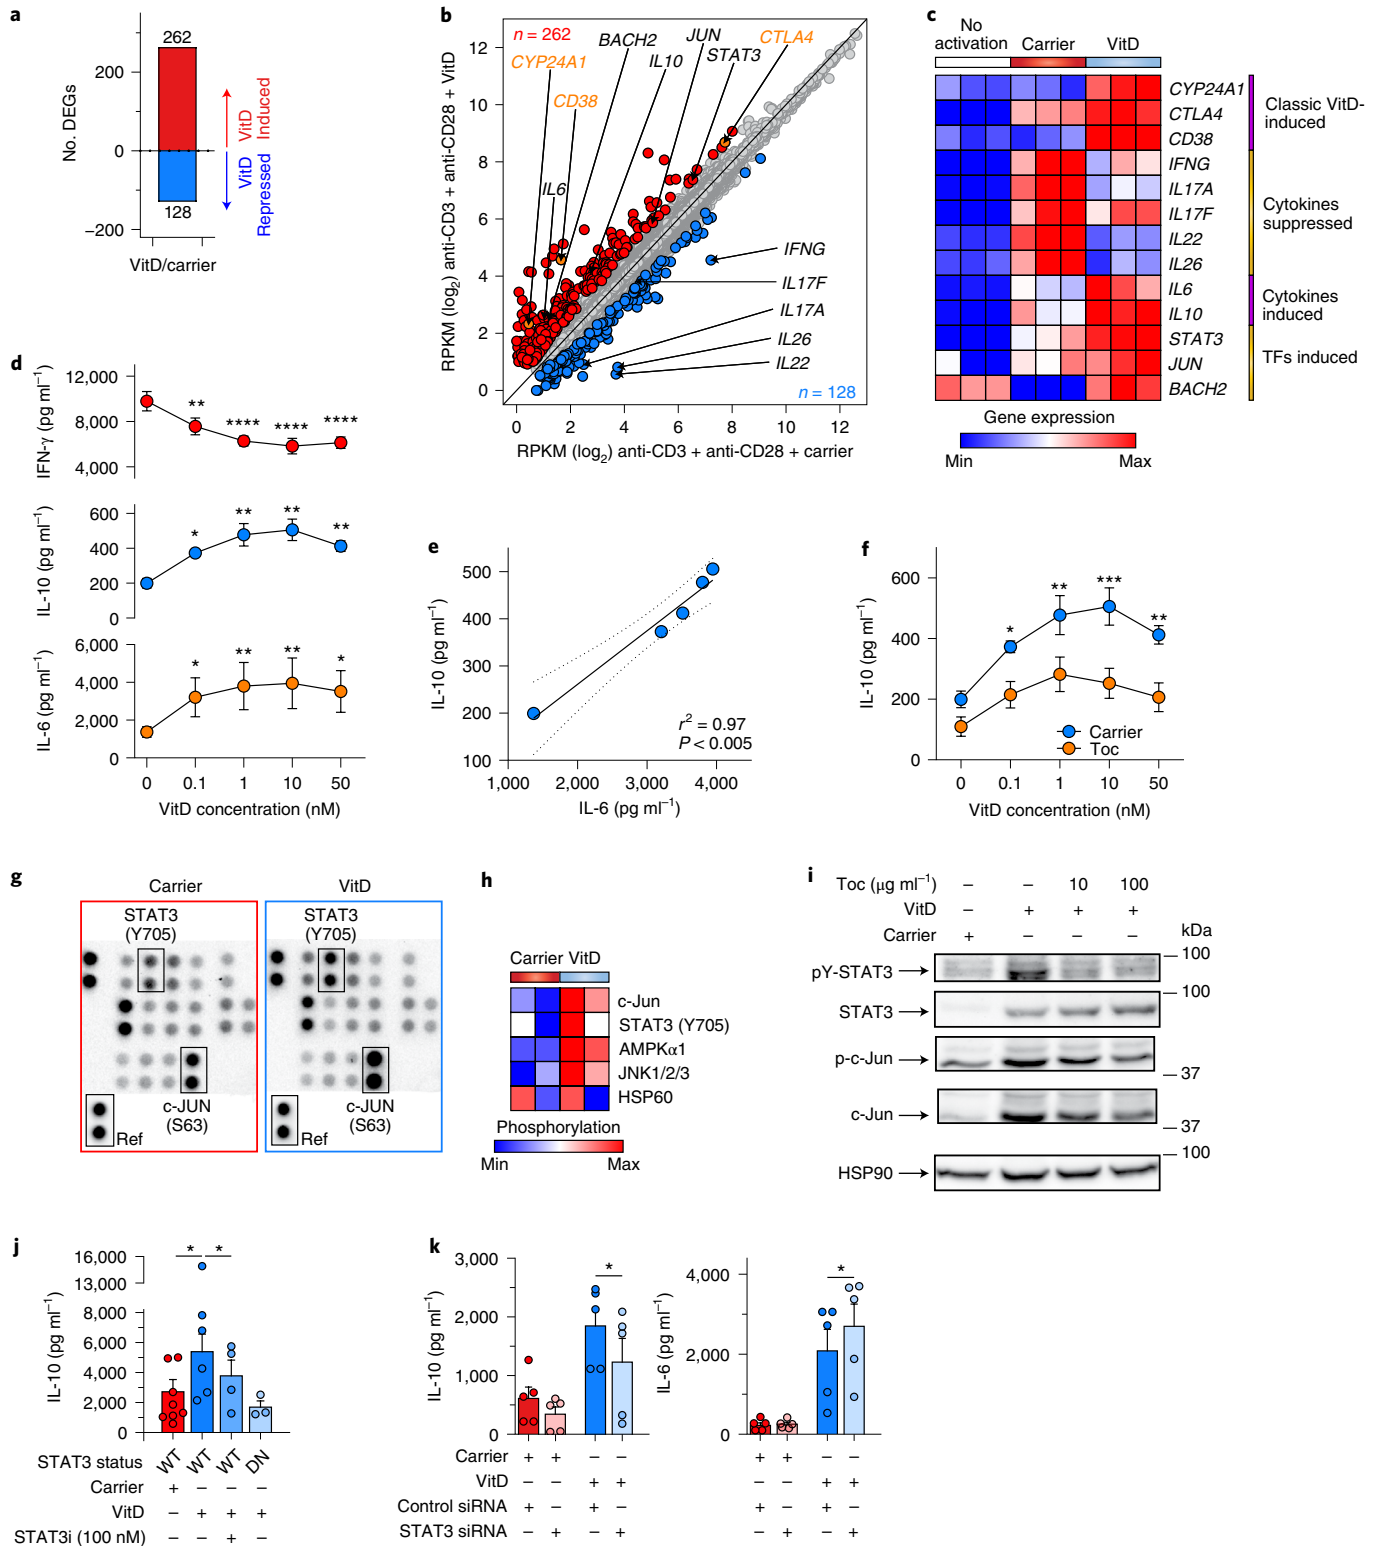 a
No. DEGs
262
200
0
128
−200
VitD/carrier
VitD
Induced
VitD
Repressed
b
RPKM (log2) anti-CD3 + anti-CD28 + VitD
12
10
8
6
4
2
0
n = 262
CYP24A1
CD38
BACH2
IL10
JUN
STAT3
CTLA4
IL6
IFNG
IL17F
IL17A
IL26
IL22
n = 128
0 2 4 6 8 10 12
RPKM (log2) anti-CD3 + anti-CD28 + carrier
c
No
activation
Carrier
VitD
CYP24A1
CTLA4
CD38
IFNG
IL17A
IL17F
IL22
IL26
IL6
IL10
STAT3
JUN
BACH2
Classic VitD-
induced
Cytokines
suppressed
Cytokines
induced
TFs induced
Gene expression
Min Max
d
IFN-γ (pg ml−1)
12,000
8,000
4,000
** **** **** ****
IL-10 (pg ml−1)
600
400
200
0
* ** ** **
IL-6 (pg ml−1)
6,000
4,000
2,000
0
* ** ** *
0 0.1 1 10 50
VitD concentration (nM)
e
IL-10 (pg ml−1)
500
400
300
200
100
r2 = 0.97
P < 0.005
1,000 2,000 3,000 4,000
IL-6 (pg ml−1)
f
IL-10 (pg ml−1)
600
400
200
0
* ** *** **
Carrier
Toc
0 0.1 1 10 50
VitD concentration (nM)
g
Carrier
STAT3
(Y705)
c-JUN
(S63)
Ref
VitD
STAT3
(Y705)
c-JUN
(S63)
Ref
h
Carrier VitD
c-Jun
STAT3 (Y705)
AMPKα1
JNK1/2/3
HSP60
Phosphorylation
Min Max
i
Toc (μg ml−1) – – 10 100
VitD – + + +
Carrier + – – –
kDa
pY-STAT3
100
STAT3
100
p-c-Jun
37
c-Jun
37
HSP90
100
j
IL-10 (pg ml−1)
16,000
13,000
8,000
6,000
4,000
2,000
0
* *
STAT3 status WT WT WT DN
Carrier + – – –
VitD – + + +
STAT3i (100 nM) – – + –
k
IL-10 (pg ml−1)
3,000
2,000
1,000
0
*
IL-6 (pg ml−1)
4,000
2,000
0
*
Carrier + + – – + + – –
VitD – – + + – – + +
Control siRNA + – + – + – + –
STAT3 siRNA – + – + – + – +